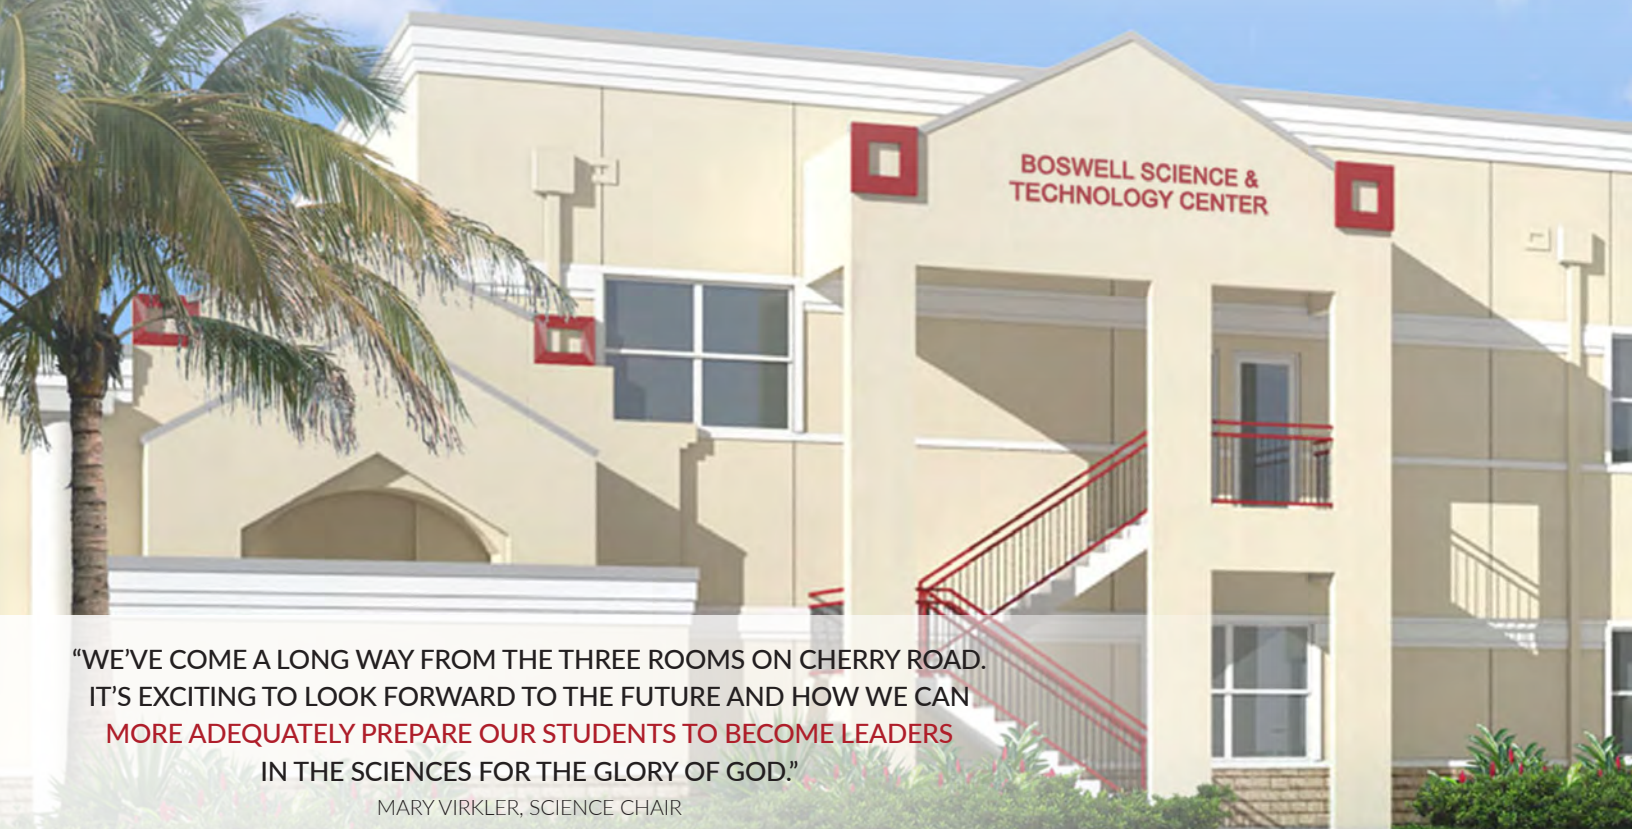 BOSWELL SCIENCE &
TECHNOLOGY CENTER
“WE’VE COME A LONG WAY FROM THE THREE ROOMS ON CHERRY ROAD.
IT’S EXCITING TO LOOK FORWARD TO THE FUTURE AND HOW WE CAN
MORE ADEQUATELY PREPARE OUR STUDENTS TO BECOME LEADERS
IN THE SCIENCES FOR THE GLORY OF GOD.”
MARY VIRKLER, SCIENCE CHAIR